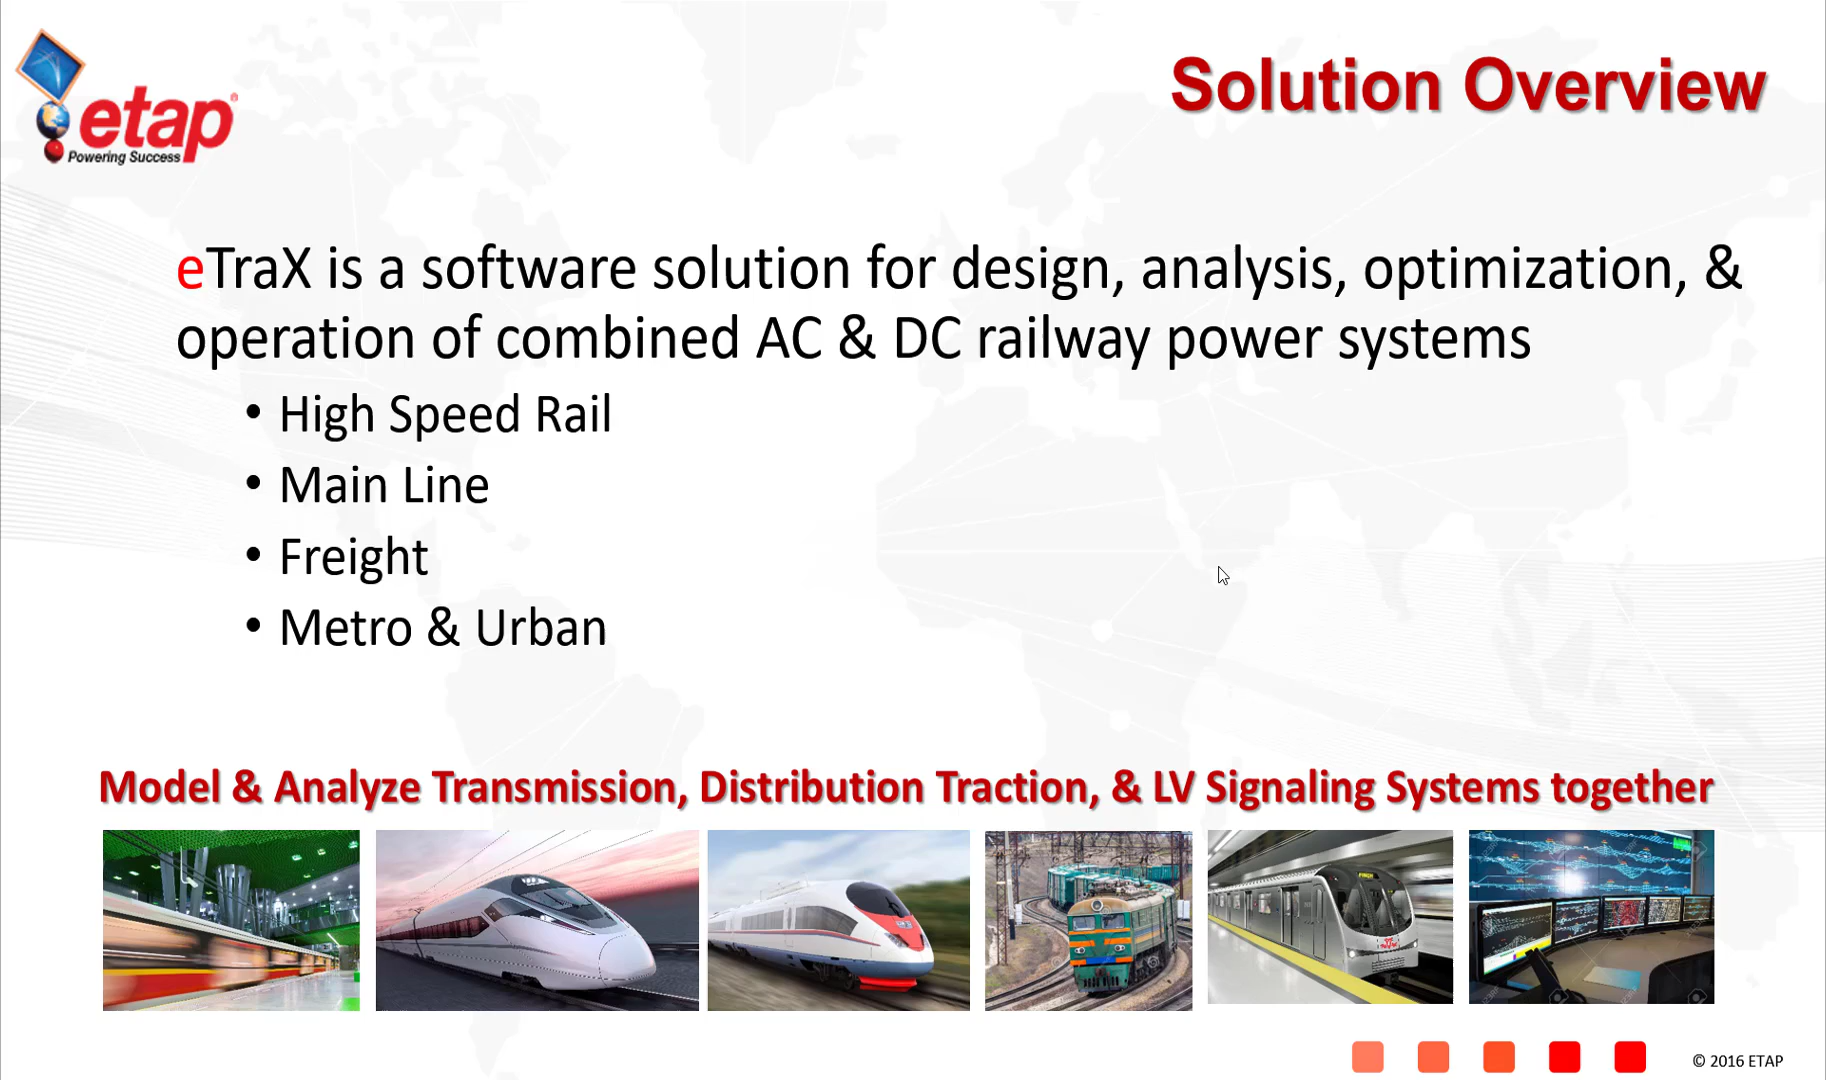 etap®
Powering Success
Solution Overview
eTraX is a software solution for design, analysis, optimization, &
operation of combined AC & DC railway power systems
• High Speed Rail
• Main Line
• Freight
• Metro & Urban
Model & Analyze Transmission, Distribution Traction, & LV Signaling Systems together
FINCH
© 2016 ETAP